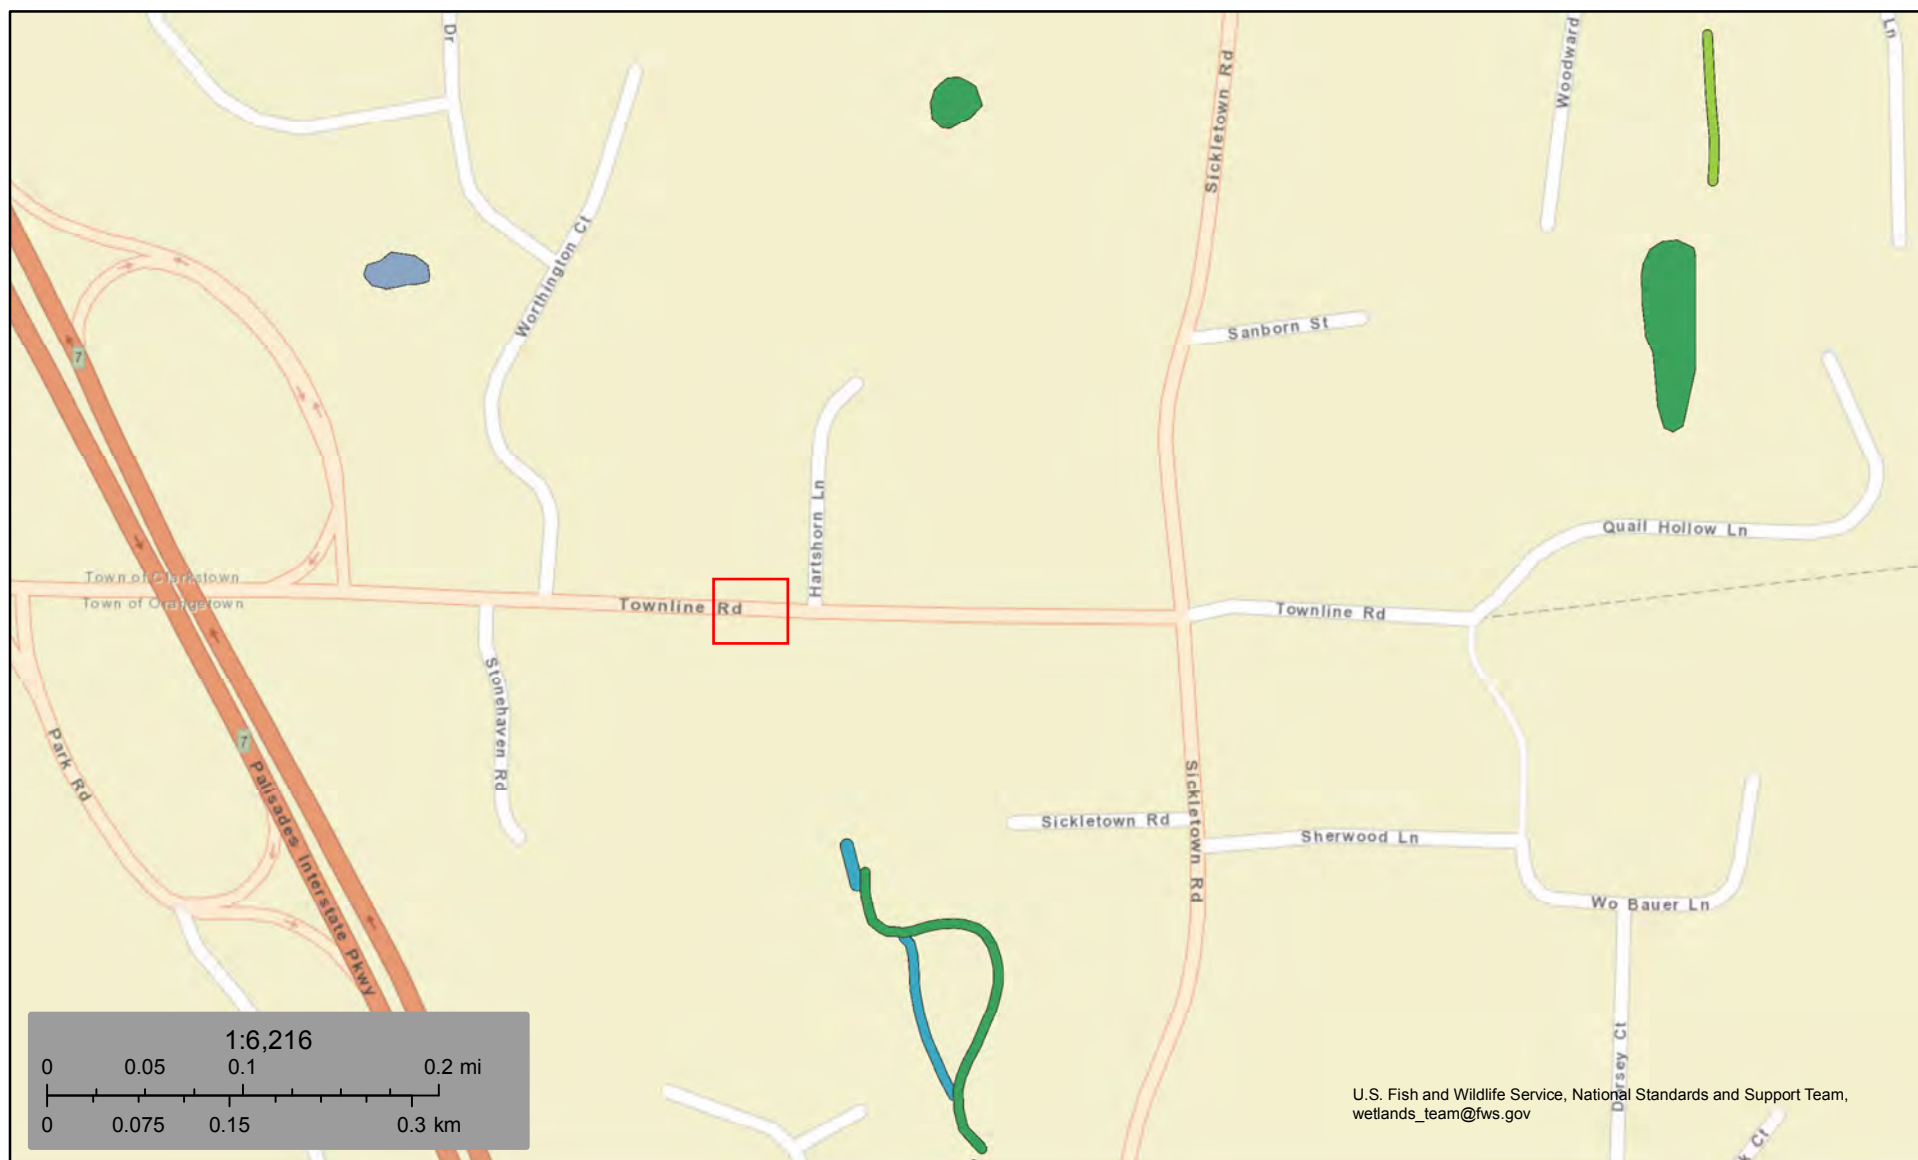 Dr
Woodward
Ln
Sickletown Rd
Worthington Ct
Sanborn St
7
Hartshorn Ln
Quail Hollow Ln
Town of Clarkstown
Town of Orangetown
Townline Rd
Townline Rd
Stonehaven Rd
Park Rd
7
Palisades Interstate Pkwy
Sickletown Rd
Sickletown Rd
Sherwood Ln
Wo Bauer Ln
Dorsey Ct
k Ct
1:6,216
0 0.05 0.1 0.2 mi
0 0.075 0.15 0.3 km
U.S. Fish and Wildlife Service, National Standards and Support Team,
wetlands_team@fws.gov